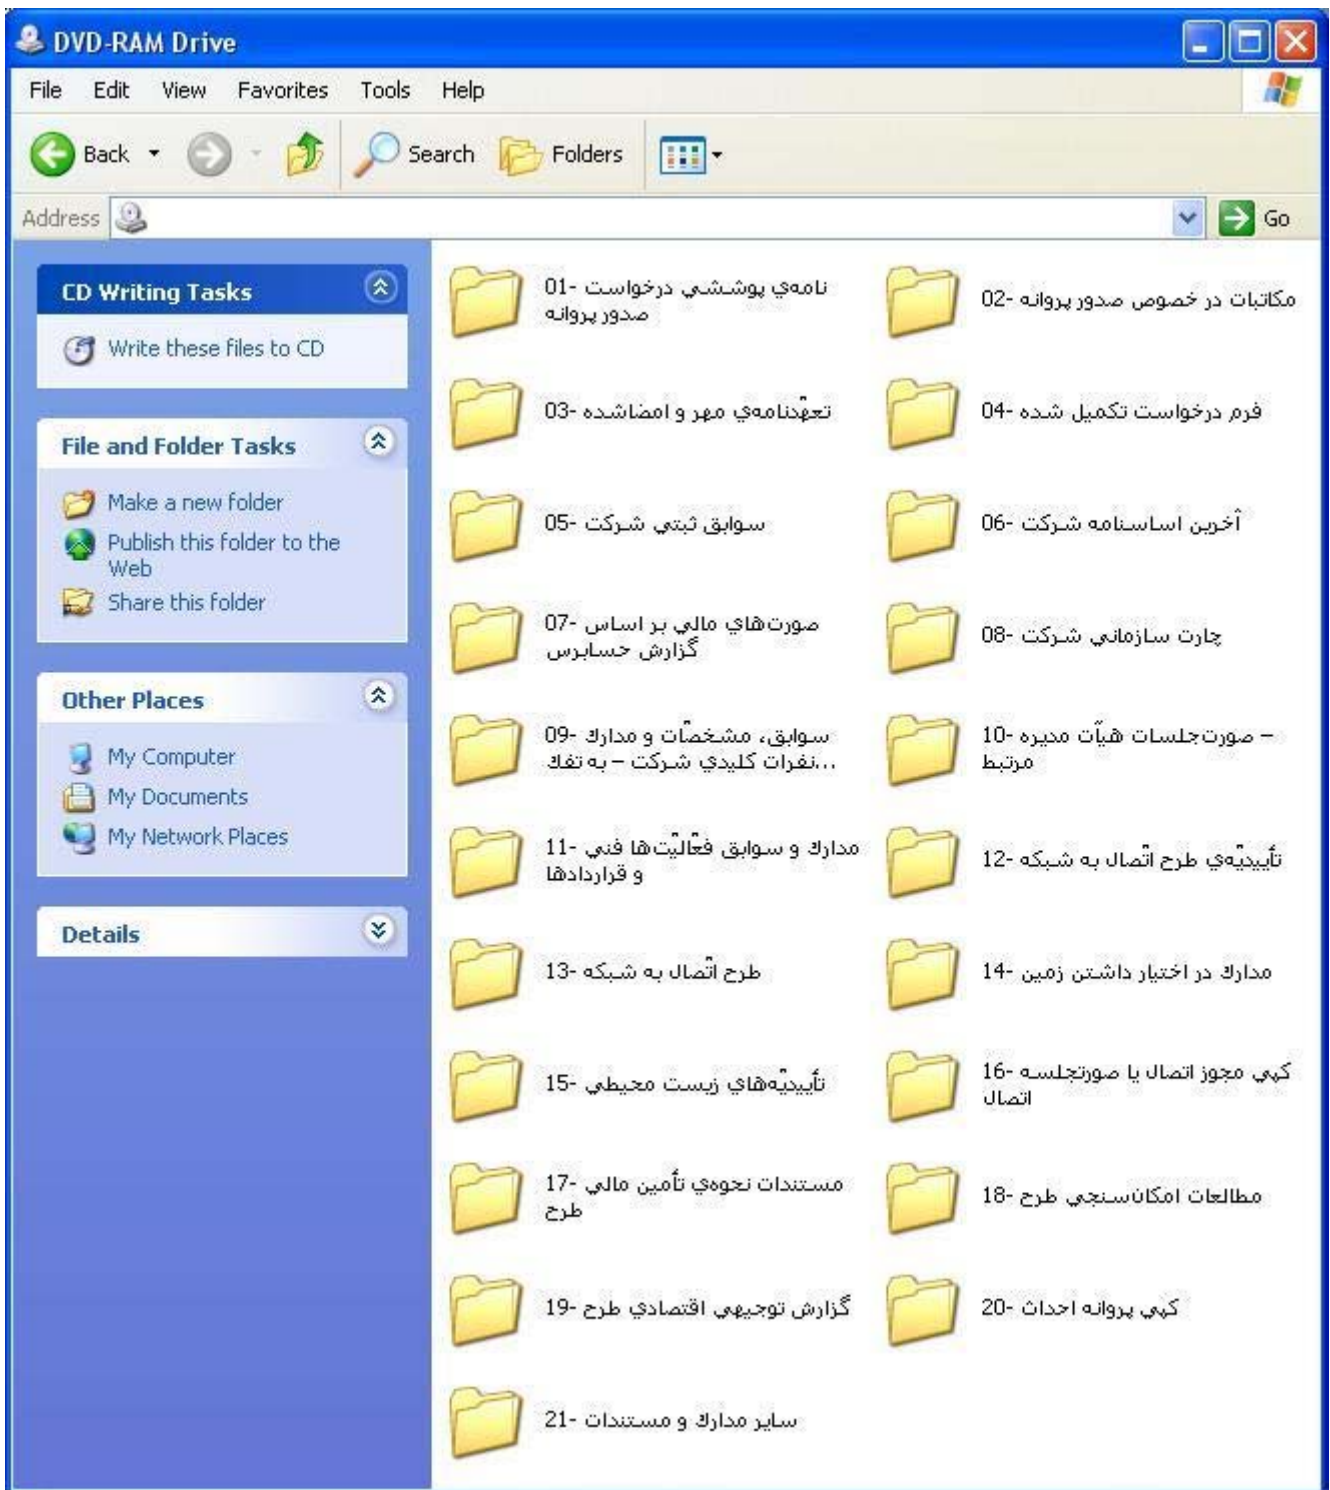 DVD-RAM Drive
File Edit View Favorites Tools Help
Back Search Folders
Address Go
CD Writing Tasks
Write these files to CD
File and Folder Tasks
Make a new folder
Publish this folder to the
Web
Share this folder
Other Places
My Computer
My Documents
My Network Places
Details
01- نامه‌ي پوششي درخواست
صدور پروانه
02- مكاتبات در خصوص صدور پروانه
03- تعهّدنامه‌ي مهر و امضاشده
04- فرم درخواست تكميل شده
05- سوابق ثبتي شركت
06- آخرين اساسنامه شركت
07- صورت‌هاي مالي بر اساس
گزارش حسابرس
08- چارت سازماني شركت
09- سوابق، مشخصّات و مدارك
نفرات كليدي شركت – به تفك...
10- صورت‌جلسات هيأت مديره –
مرتبط
11- مدارك و سوابق فعّاليّت‌ها فني
و قراردادها
12- تأييديّه‌ي طرح اتّصال به شبكه
13- طرح اتّصال به شبكه
14- مدارك در اختيار داشتن زمين
15- تأييديّه‌هاي زيست محيطي
16- كپي مجوز اتصال يا صورتجلسه
اتصال
17- مستندات نحوه‌ي تأمين مالي
طرح
18- مطالعات امكان‌سنجي طرح
19- گزارش توجيهي اقتصادي طرح
20- كپي پروانه احداث
21- ساير مدارك و مستندات